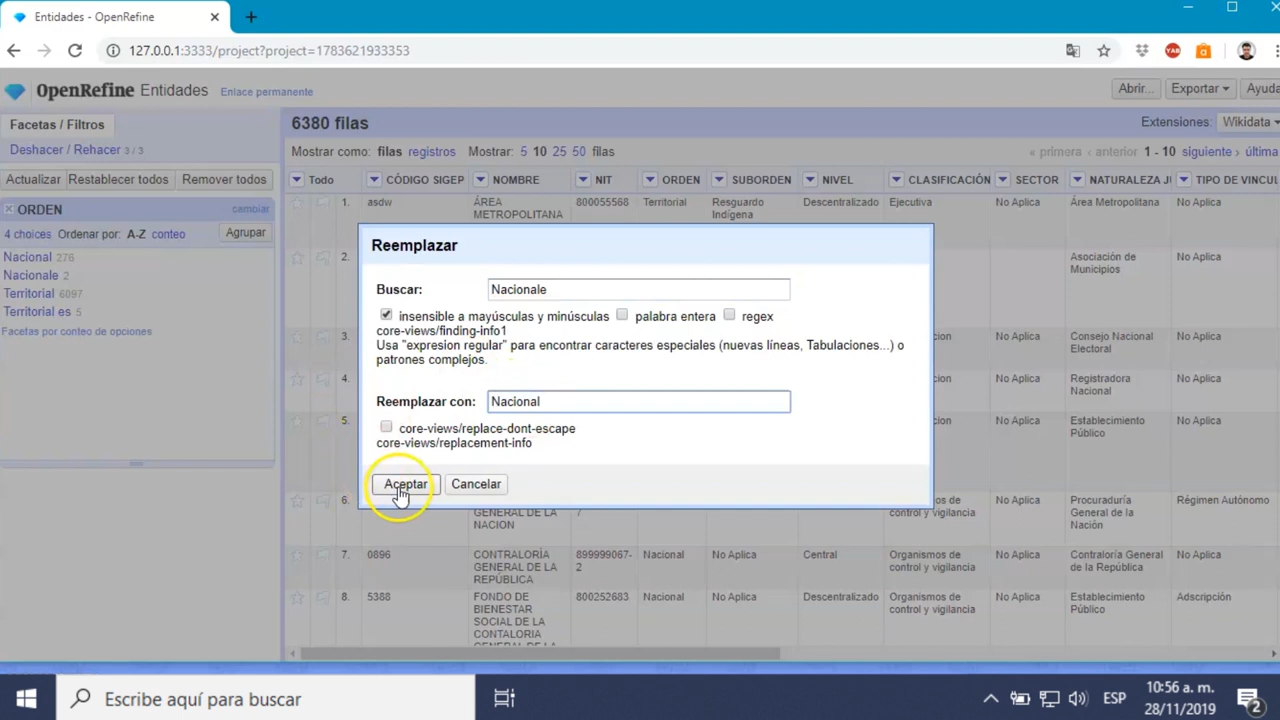 Entidades - OpenRefine
127.0.0.1:3333/project?project=1783621933353
OpenRefine Entidades Enlace permanente
Abrir... Exportar Ayuda
Facetas / Filtros
Deshacer / Rehacer 3 / 3
Actualizar Restablecer todos Remover todos
ORDEN cambiar
4 choices Ordenar por: A-Z conteo Agrupar
Nacional 276
Nacionale 2
Territorial 6097
Territorial es 5
Facetas por conteo de opciones
6380 filas
Extensiones: Wikidata
Mostrar como: filas registros Mostrar: 5 10 25 50 filas
« primera ‹ anterior 1 - 10 siguiente › última
Todo CÓDIGO SIGEP NOMBRE NIT ORDEN SUBORDEN NIVEL CLASIFICACIÓN SECTOR NATURALEZA JU TIPO DE VINCUL
1. asdw ÁREA 800055568 Territorial Resguardo Descentralizado Ejecutiva No Aplica Área Metropolitana No Aplica
METROPOLITANA Indígena
2. Asociación de No Aplica
Municipios
3. cion No Aplica Consejo Nacional No Aplica
Electoral
4. cion No Aplica Registradora No Aplica
Nacional
5. cion No Aplica Establecimiento No Aplica
Público
Reemplazar
Buscar: Nacionale
insensible a mayúsculas y minúsculas palabra entera regex
core-views/finding-info1
Usa "expresion regular" para encontrar caracteres especiales (nuevas líneas, Tabulaciones...) o
patrones complejos.
Reemplazar con: Nacional
core-views/replace-dont-escape
core-views/replacement-info
Aceptar Cancelar
6. Organismos de No Aplica Procuraduría Régimen Autónomo
GENERAL DE LA 7 control y vigilancia General de la
NACION Nación
7. 0896 CONTRALORÍA 899999067- Nacional No Aplica Central Organismos de No Aplica Contraloría General No Aplica
GENERAL DE LA 2 control y vigilancia de la República
REPÚBLICA
8. 5388 FONDO DE 800252683 Nacional No Aplica Descentralizado Organismos de No Aplica Establecimiento Adscripción
BIENESTAR control y vigilancia Público
SOCIAL DE LA
CONTALORIA
Escribe aquí para buscar
ESP
10:56 a. m.
28/11/2019
2